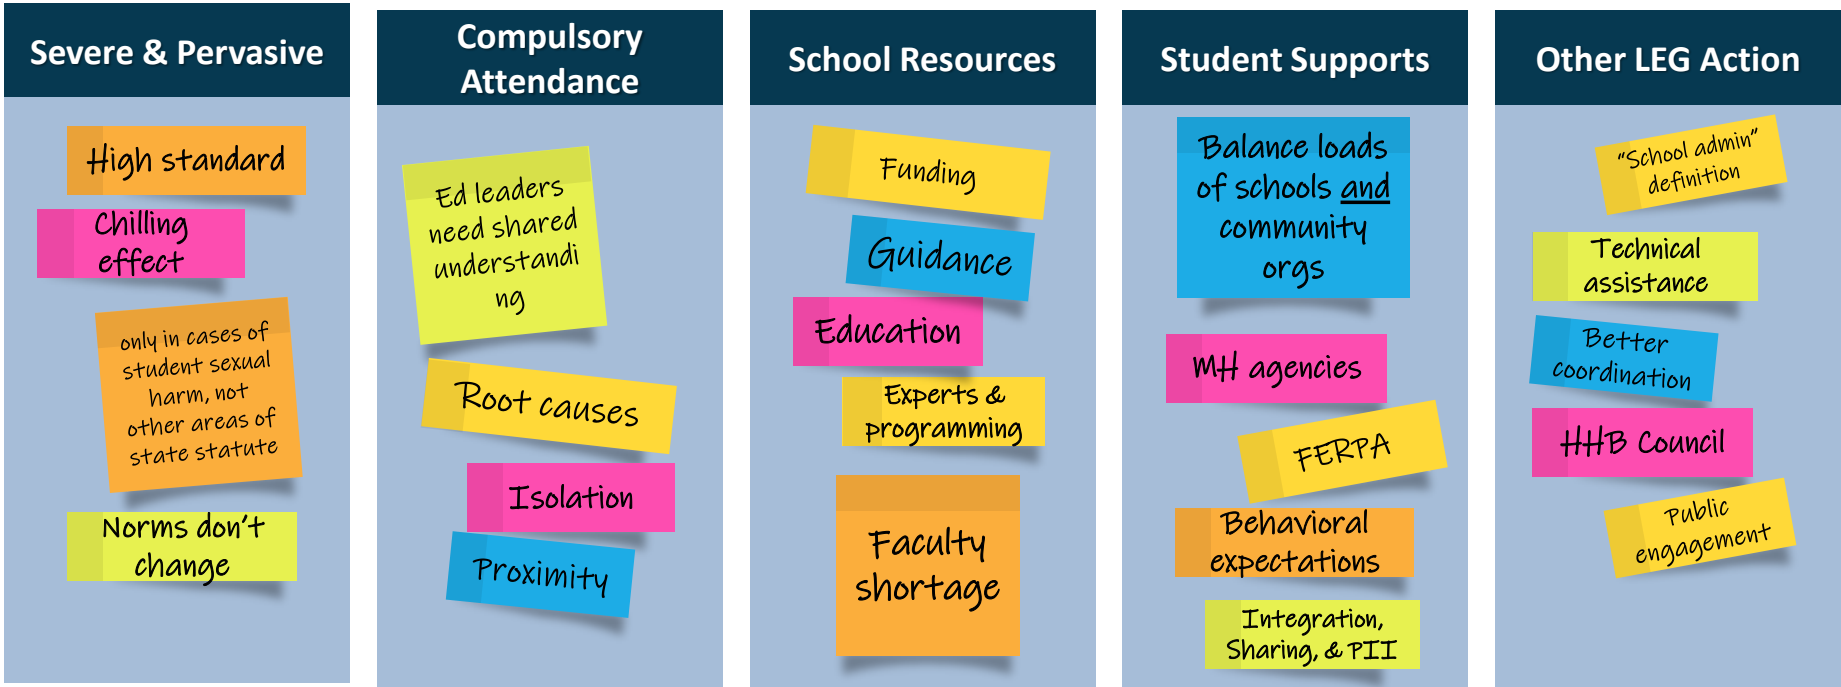 Severe & Pervasive
High standard
Chilling
effect
only in cases of
student sexual
harm, not
other areas of
state statute
Norms don't
change
Compulsory
Attendance
Ed leaders
need shared
understandi
ng
Root causes
Isolation
Proximity
School Resources
Funding
Guidance
Education
Experts &
programming
Faculty
shortage
Student Supports
Balance loads
of schools and
community
orgs
MH agencies
FERPA
Behavioral
expectations
Integration,
Sharing, & PII
Other LEG Action
"School admin"
definition
Technical
assistance
Better
coordination
HHB Council
Public
engagement